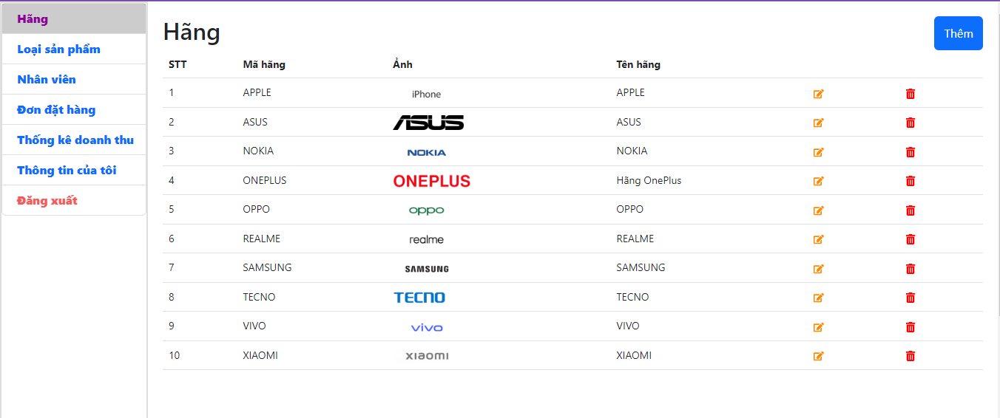 Hãng
Loại sản phẩm
Nhân viên
Đơn đặt hàng
Thống kê doanh thu
Thông tin của tôi
Đăng xuất
Hãng
Thêm
STT Mã hãng Ảnh Tên hãng
1 APPLE iPhone APPLE
2 ASUS ASUS ASUS
3 NOKIA NOKIA NOKIA
4 ONEPLUS ONEPLUS Hãng OnePlus
5 OPPO oppo OPPO
6 REALME realme REALME
7 SAMSUNG SAMSUNG SAMSUNG
8 TECNO TECNO TECNO
9 VIVO vivo VIVO
10 XIAOMI xiaomi XIAOMI